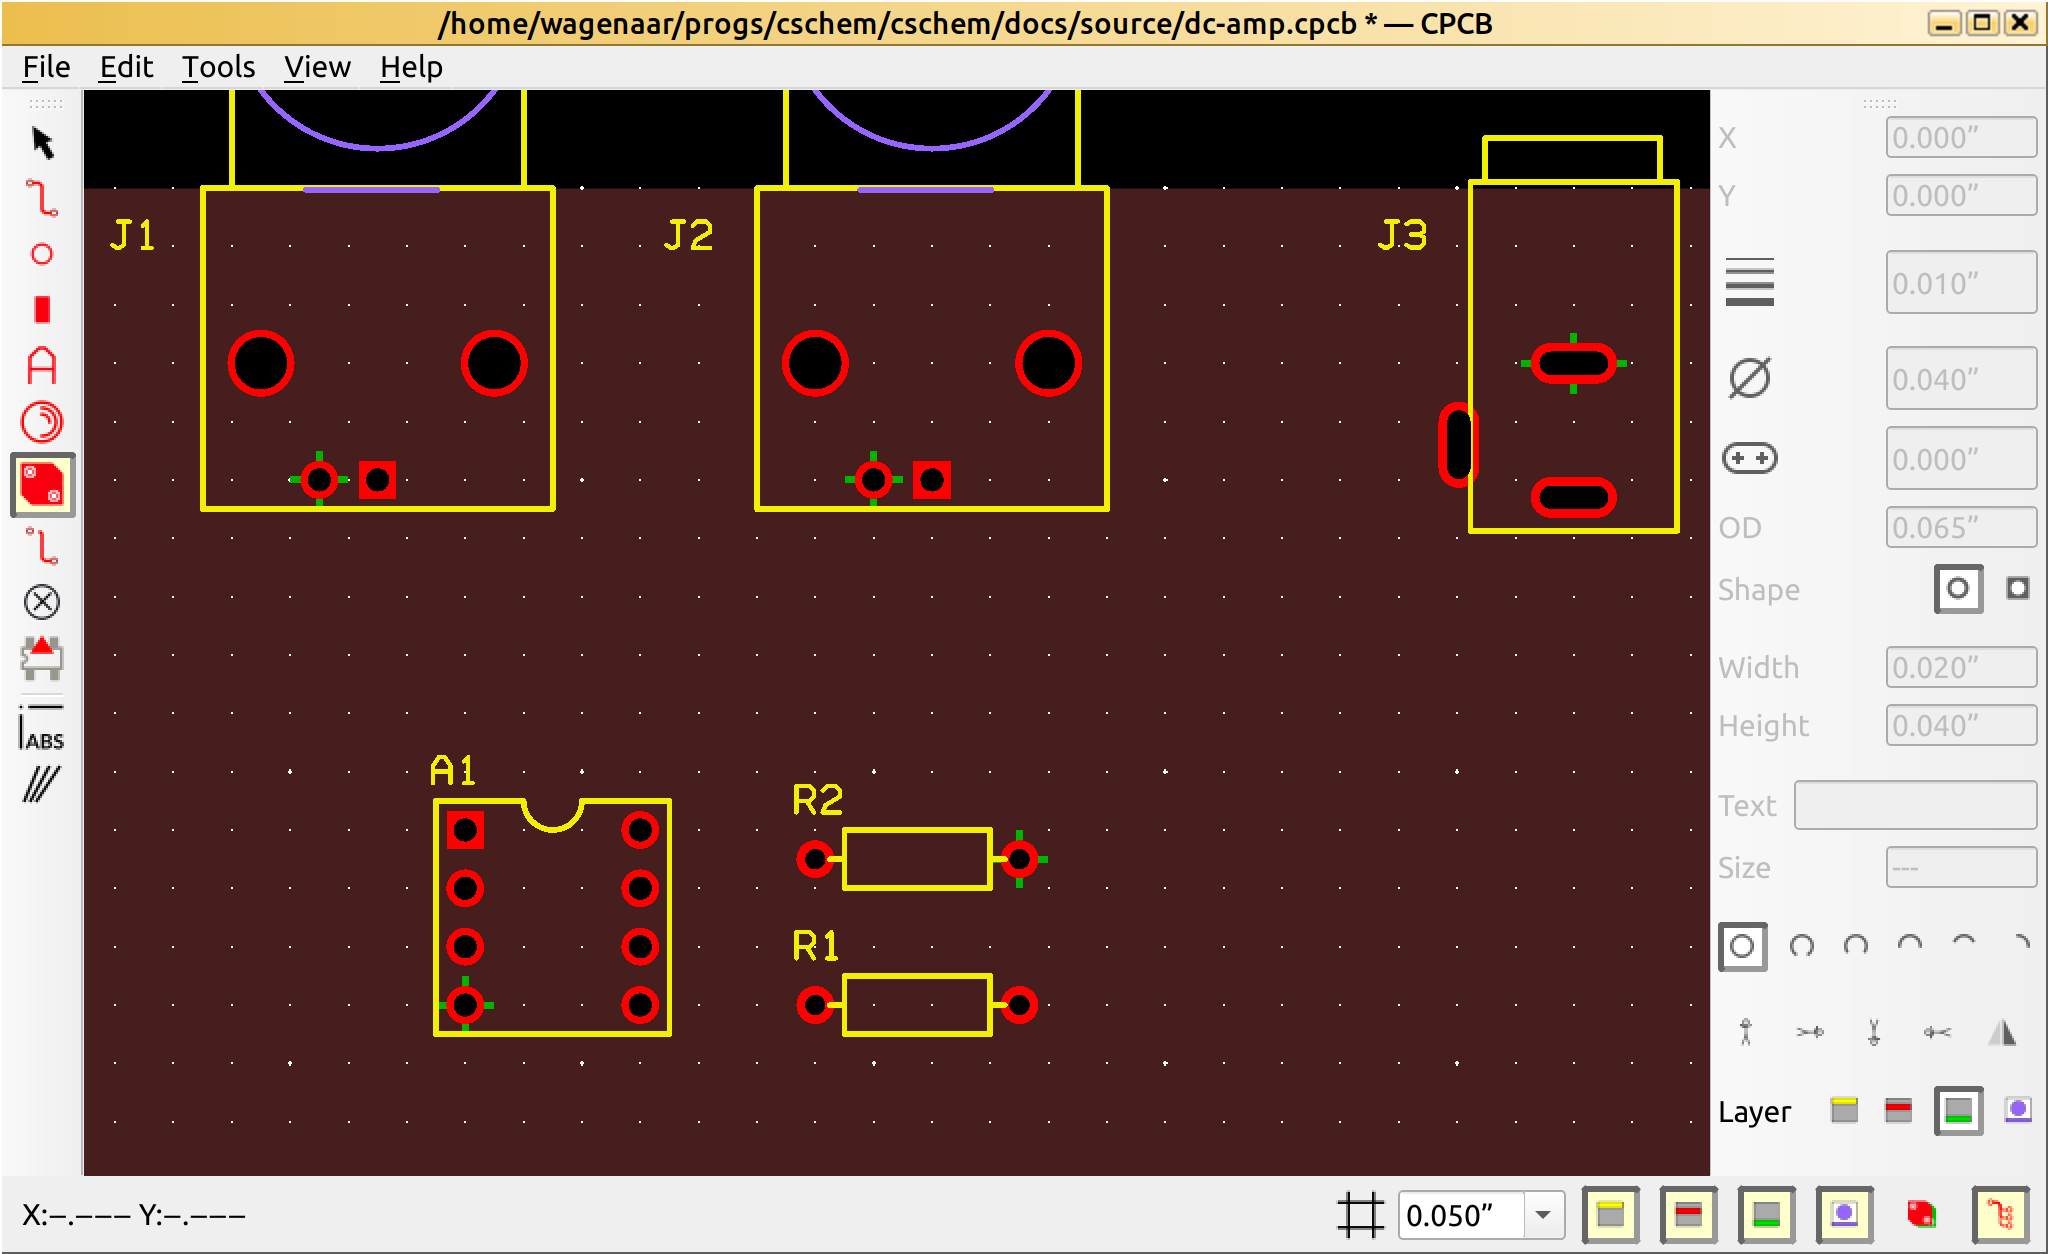 /home/wagenaar/progs/cschem/cschem/docs/source/dc-amp.cpcb * — CPCB
File Edit Tools View Help
X 0.000”
Y 0.000”
0.010”
0.040”
0.000”
OD 0.065”
Shape
Width 0.020”
Height 0.040”
Text
Size ---
Layer
ABS
J1 J2 J3
A1
R2
R1
X:–.––– Y:–.–––
0.050”